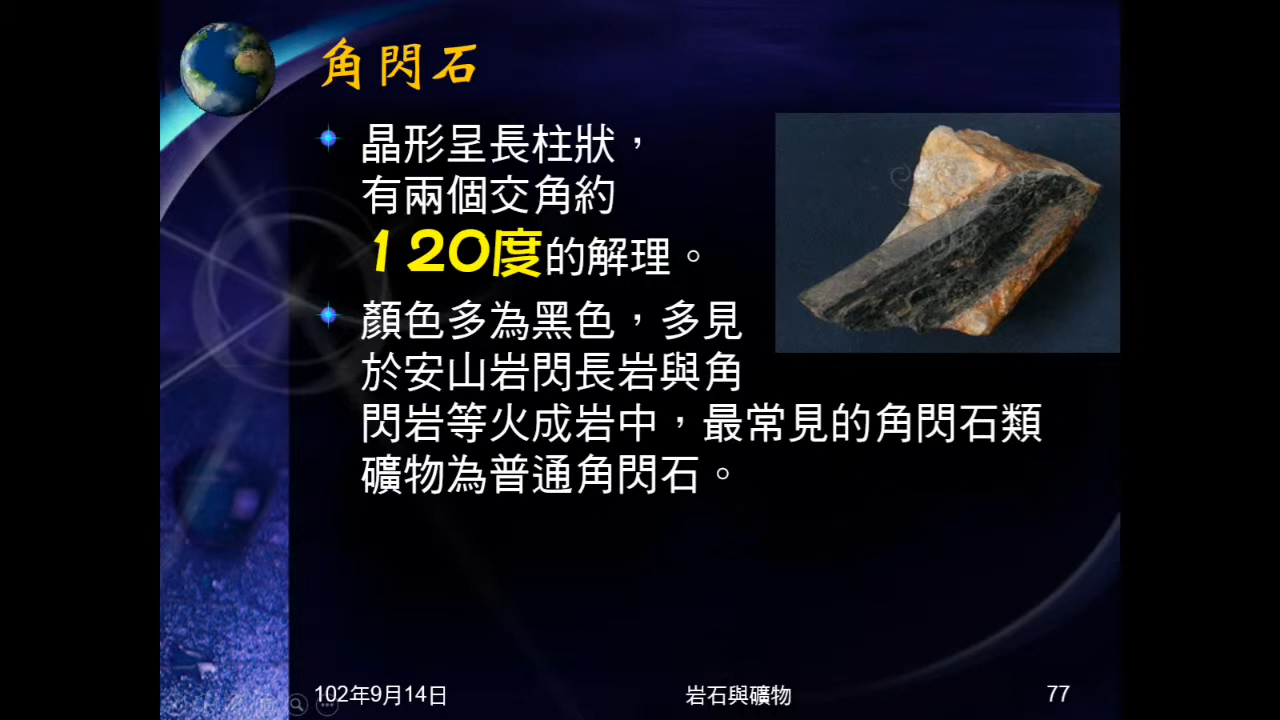 角閃石
晶形呈長柱狀，
有兩個交角約
120度的解理。
顏色多為黑色，多見
於安山岩閃長岩與角
閃岩等火成岩中，最常見的角閃石類
礦物為普通角閃石。
102年9月14日
岩石與礦物
77